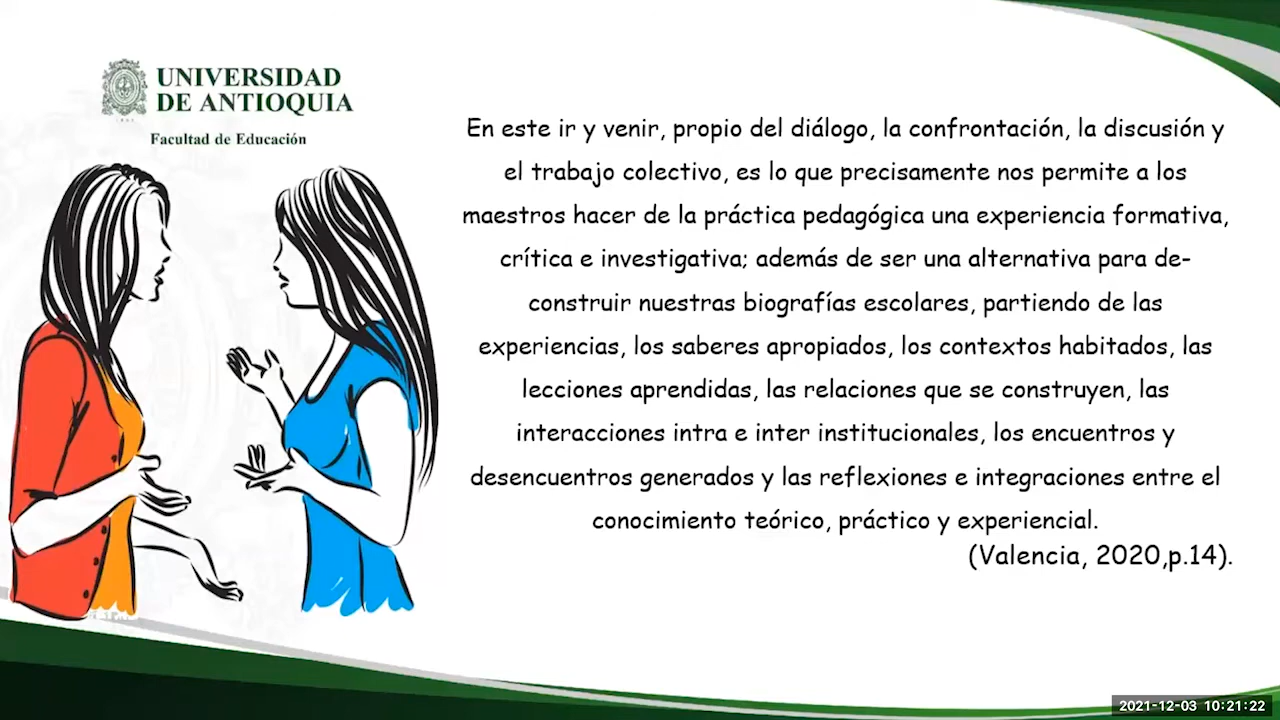 UNIVERSIDAD
DE ANTIOQUIA
Facultad de Educación
En este ir y venir, propio del diálogo, la confrontación, la discusión y
el trabajo colectivo, es lo que precisamente nos permite a los
maestros hacer de la práctica pedagógica una experiencia formativa,
crítica e investigativa; además de ser una alternativa para de-
construir nuestras biografías escolares, partiendo de las
experiencias, los saberes apropiados, los contextos habitados, las
lecciones aprendidas, las relaciones que se construyen, las
interacciones intra e inter institucionales, los encuentros y
desencuentros generados y las reflexiones e integraciones entre el
conocimiento teórico, práctico y experiencial.
(Valencia, 2020,p.14).
2021-12-03 10:21:22